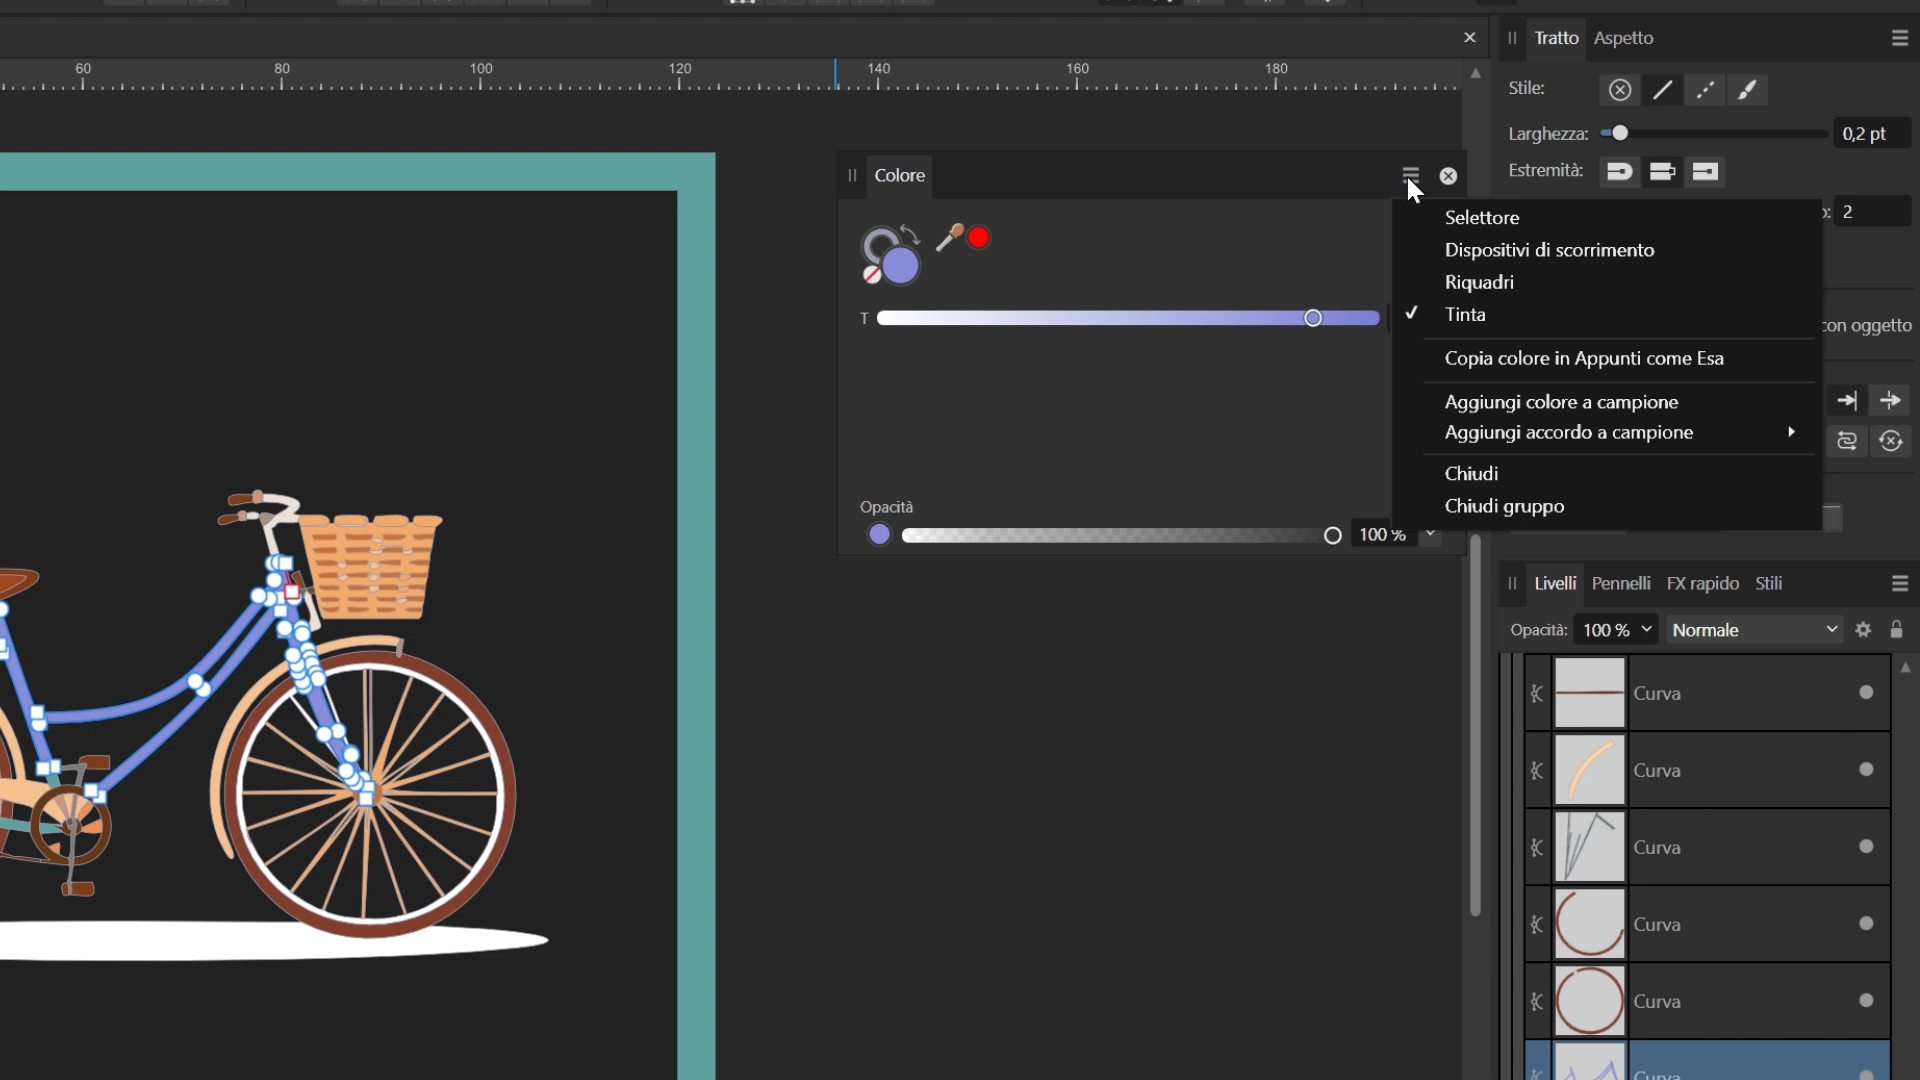 Tratto Aspetto
60 80 100 120 140 160 180
Stile:
Larghezza: 0,2 pt
Estremità:
2
Colore
Selettore
Dispositivi di scorrimento
Riquadri
Tinta
T
con oggetto
Copia colore in Appunti come Esa
Aggiungi colore a campione
Aggiungi accordo a campione
Chiudi
Chiudi gruppo
Opacità
100 %
Livelli Pennelli FX rapido Stili
Opacità: 100 % Normale
Curva
Curva
Curva
Curva
Curva
Curva